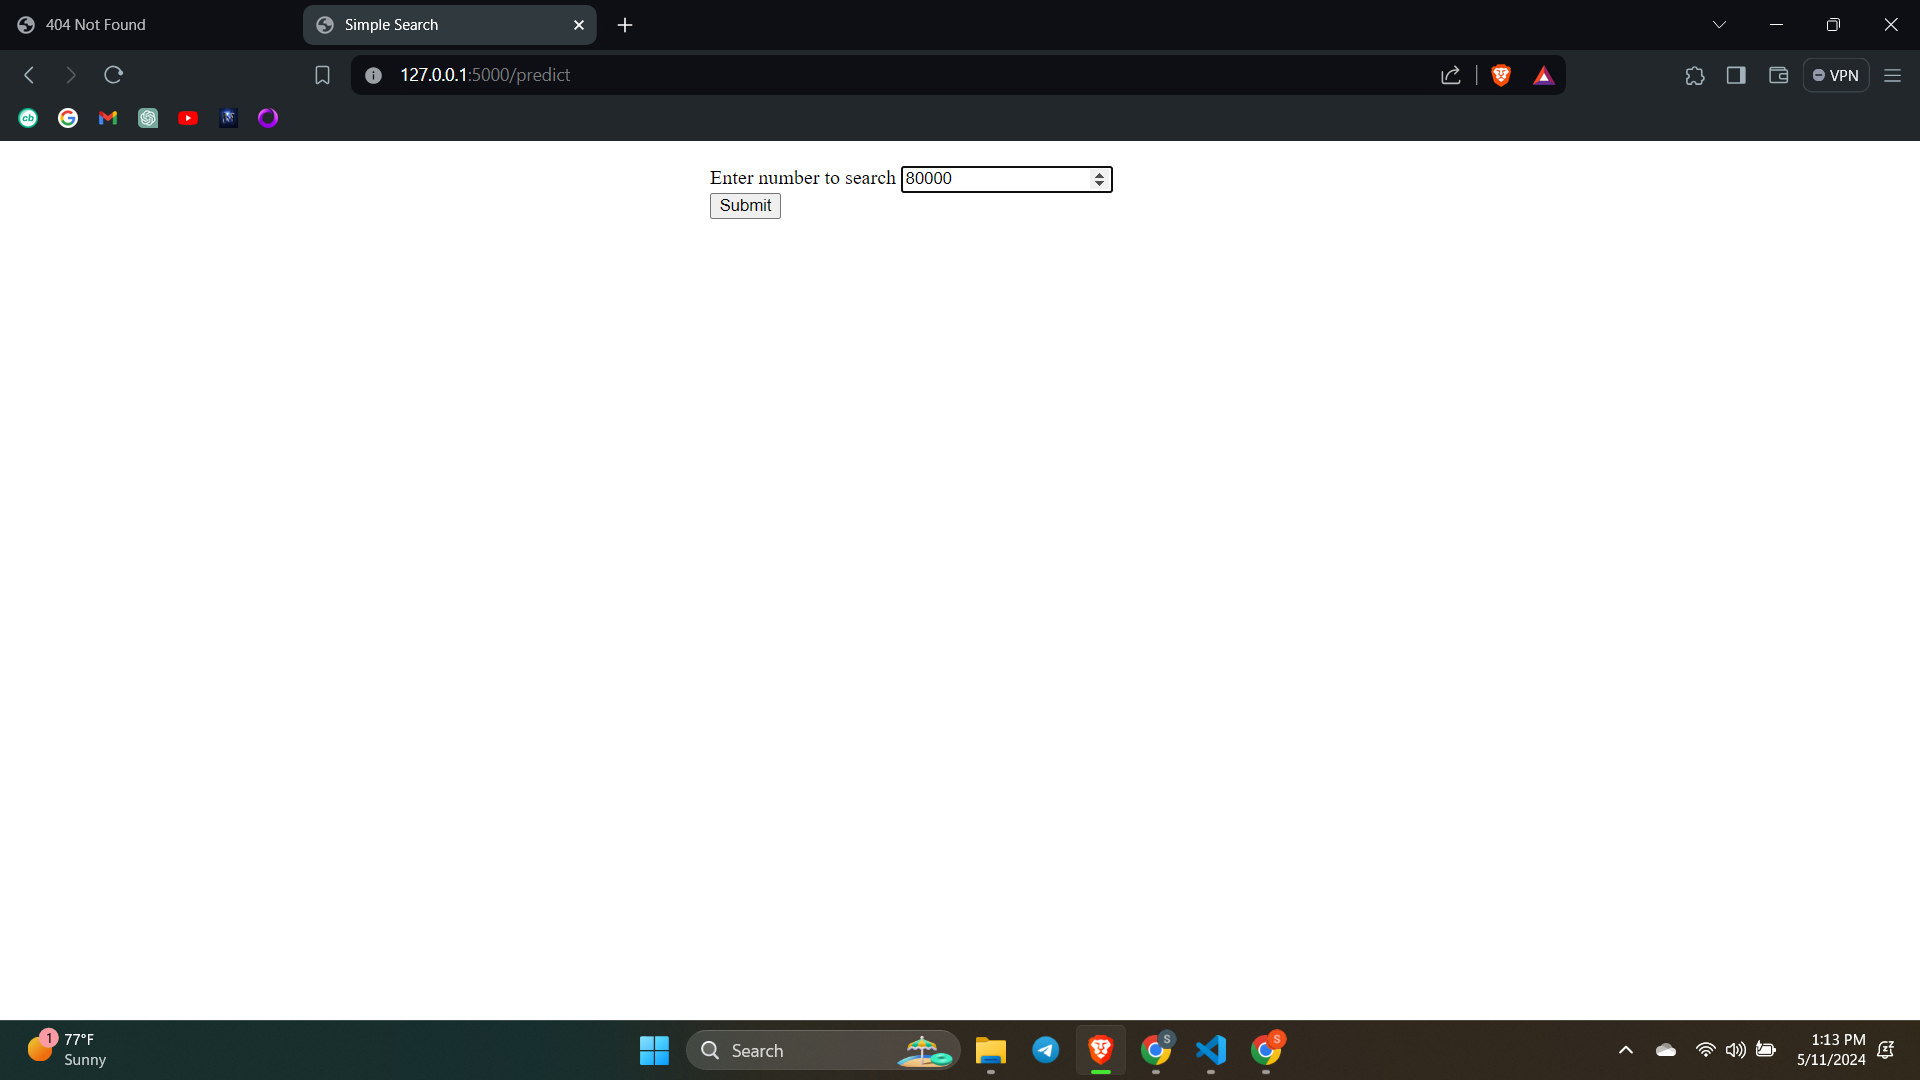 404 Not Found
Simple Search
127.0.0.1:5000/predict
VPN
cb
Enter number to search 80000
Submit
1
77°F
Sunny
Search
S
S
1:13 PM
5/11/2024